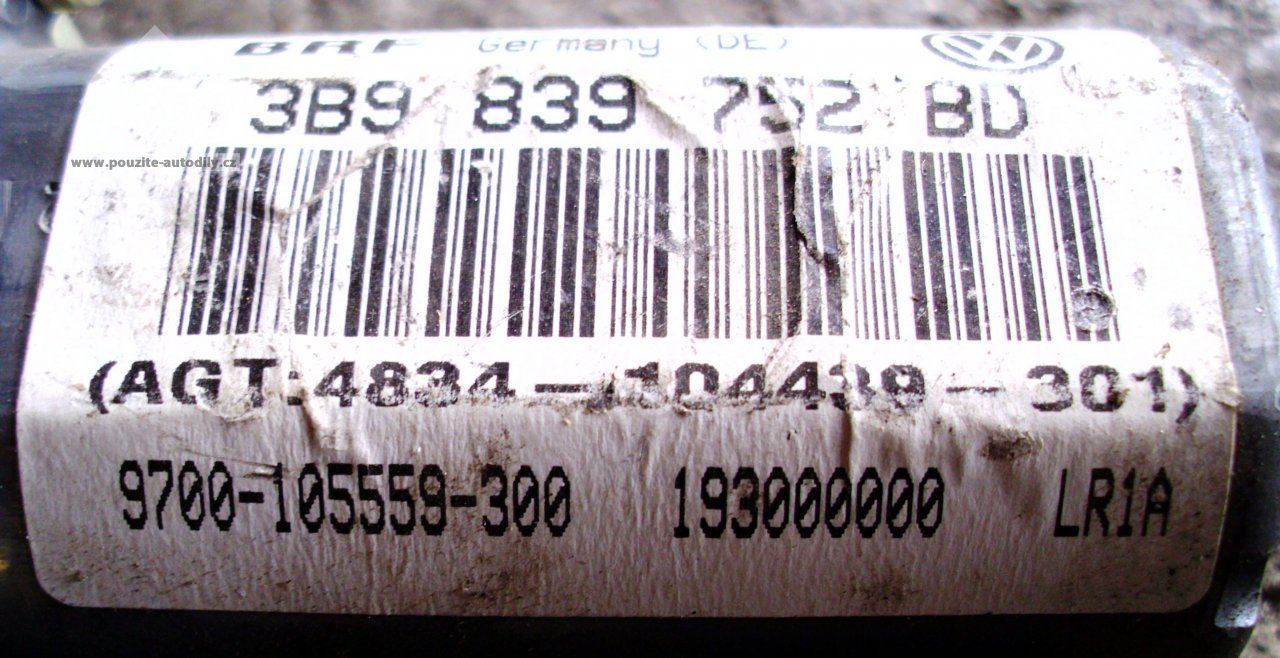 BRF Germany (DE)
3B9 839 752 BD
www.pouzite-autodily.cz
(AGT:4834-104439-301)
9700-105559-300 193000000 LR1A